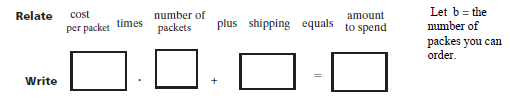 Relate cost per packet times number of packets plus shipping equals amount to spend
Write · + =
Let b = the
number of
packes you can
order.